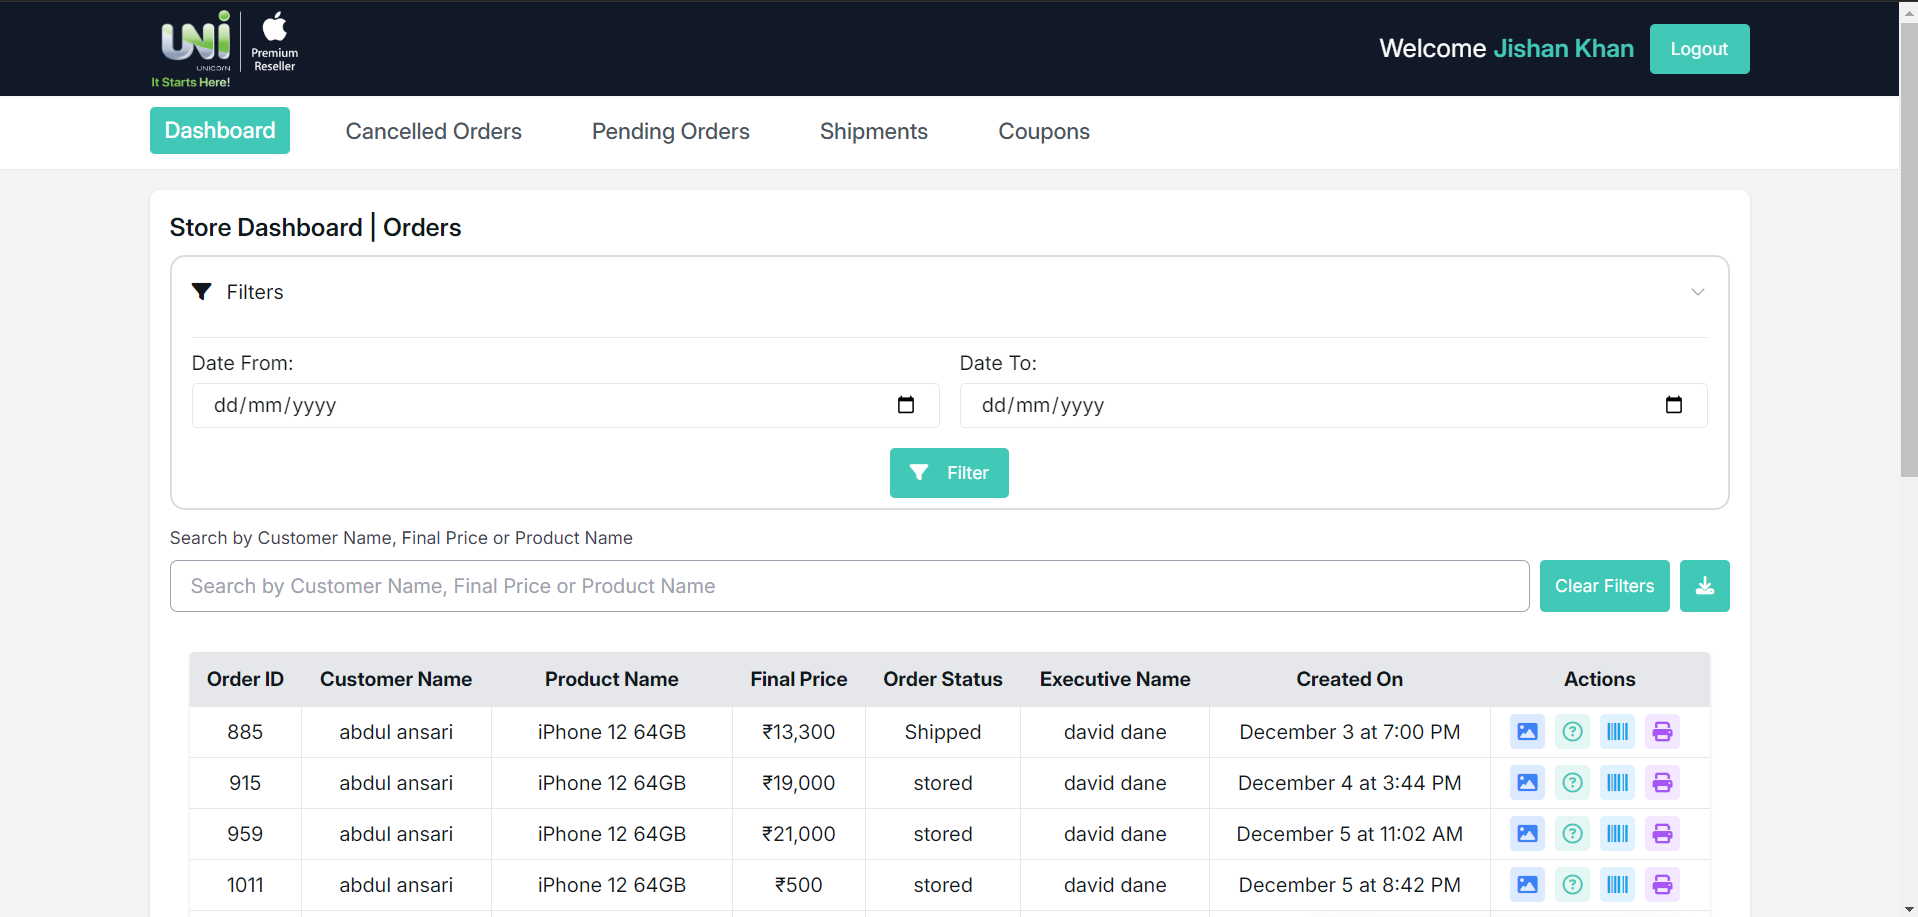 UNI
UNICORN
It Starts Here!
Premium
Reseller
Welcome Jishan Khan
Logout
Dashboard
Cancelled Orders
Pending Orders
Shipments
Coupons
Store Dashboard | Orders
Filters
Date From:
Date To:
dd/mm/yyyy
dd/mm/yyyy
Filter
Search by Customer Name, Final Price or Product Name
Search by Customer Name, Final Price or Product Name
Clear Filters
Order ID Customer Name Product Name Final Price Order Status Executive Name Created On Actions
885 abdul ansari iPhone 12 64GB ₹13,300 Shipped david dane December 3 at 7:00 PM
915 abdul ansari iPhone 12 64GB ₹19,000 stored david dane December 4 at 3:44 PM
959 abdul ansari iPhone 12 64GB ₹21,000 stored david dane December 5 at 11:02 AM
1011 abdul ansari iPhone 12 64GB ₹500 stored david dane December 5 at 8:42 PM